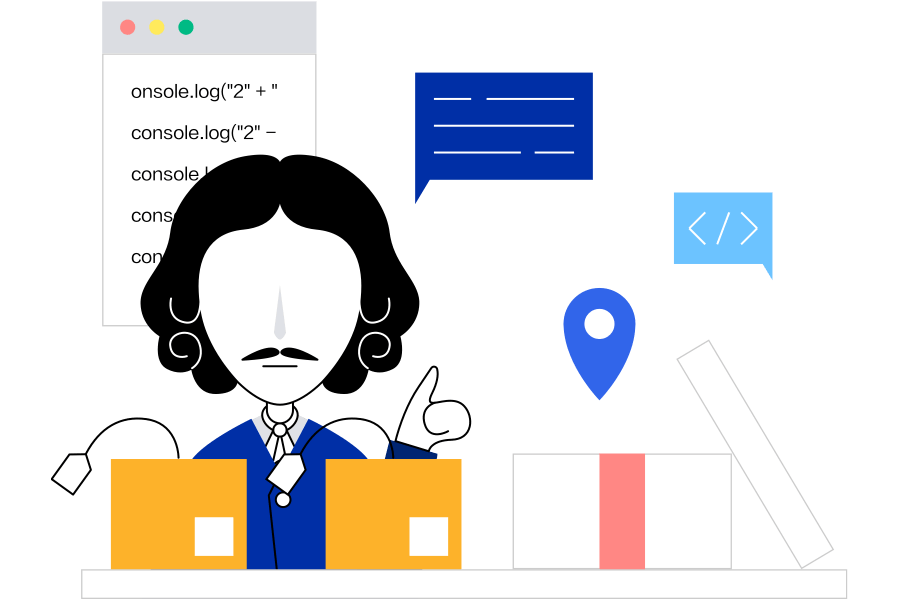 onsole.log("2" + "
console.log("2" –
console.l
cons
con